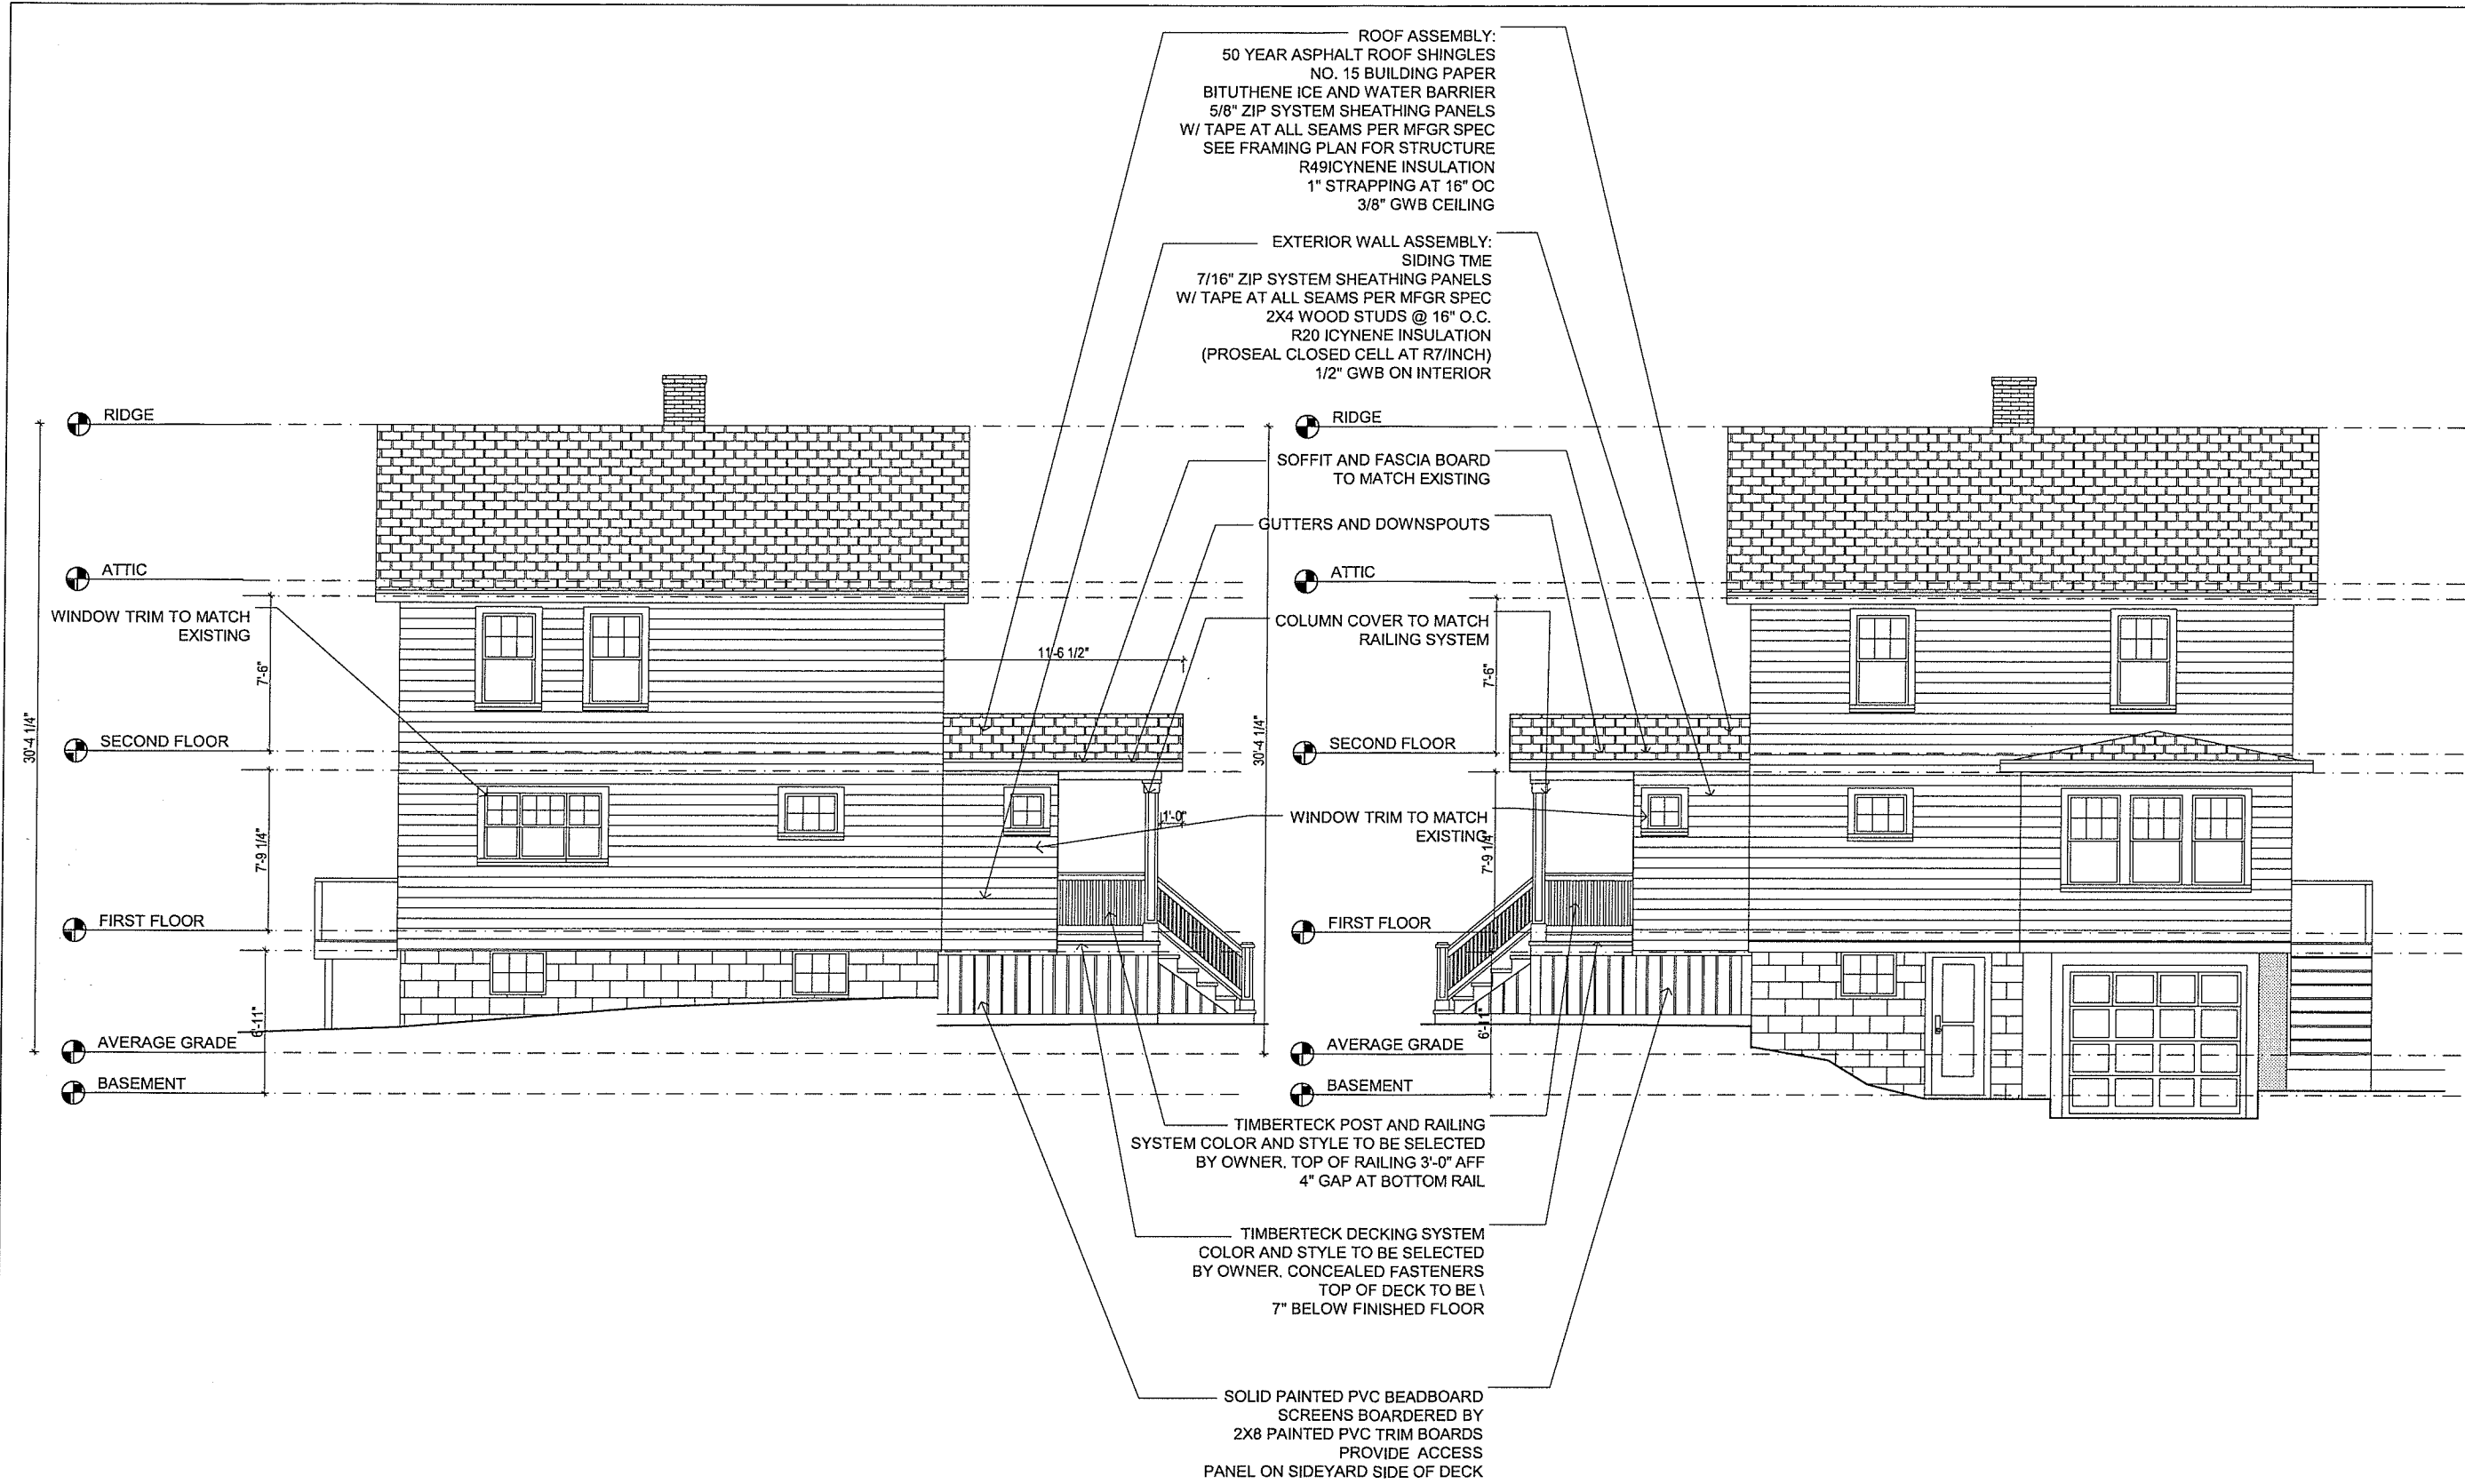 ROOF ASSEMBLY:
50 YEAR ASPHALT ROOF SHINGLES
NO. 15 BUILDING PAPER
BITUTHENE ICE AND WATER BARRIER
5/8" ZIP SYSTEM SHEATHING PANELS
W/ TAPE AT ALL SEAMS PER MFGR SPEC
SEE FRAMING PLAN FOR STRUCTURE
R49ICYNENE INSULATION
1" STRAPPING AT 16" OC
3/8" GWB CEILING
EXTERIOR WALL ASSEMBLY:
SIDING TME
7/16" ZIP SYSTEM SHEATHING PANELS
W/ TAPE AT ALL SEAMS PER MFGR SPEC
2X4 WOOD STUDS @ 16" O.C.
R20 ICYNENE INSULATION
(PROSEAL CLOSED CELL AT R7/INCH)
1/2" GWB ON INTERIOR
RIDGE
ATTIC
WINDOW TRIM TO MATCH
EXISTING
7'-6"
30'-4 1/4"
SECOND FLOOR
7'-9 1/4"
FIRST FLOOR
6'-11"
AVERAGE GRADE
BASEMENT
11'-6 1/2"
1'-0"
RIDGE
SOFFIT AND FASCIA BOARD
TO MATCH EXISTING
GUTTERS AND DOWNSPOUTS
ATTIC
COLUMN COVER TO MATCH
RAILING SYSTEM
7'-6"
30'-4 1/4"
SECOND FLOOR
WINDOW TRIM TO MATCH
EXISTING
7'-9 1/4"
FIRST FLOOR
6'-11"
AVERAGE GRADE
BASEMENT
TIMBERTECK POST AND RAILING
SYSTEM COLOR AND STYLE TO BE SELECTED
BY OWNER. TOP OF RAILING 3'-0" AFF
4" GAP AT BOTTOM RAIL
TIMBERTECK DECKING SYSTEM
COLOR AND STYLE TO BE SELECTED
BY OWNER. CONCEALED FASTENERS
TOP OF DECK TO BE \
7" BELOW FINISHED FLOOR
SOLID PAINTED PVC BEADBOARD
SCREENS BOARDERED BY
2X8 PAINTED PVC TRIM BOARDS
PROVIDE ACCESS
PANEL ON SIDEYARD SIDE OF DECK